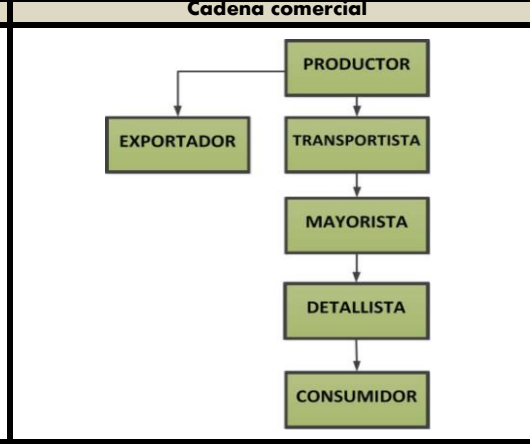 Cadena comercial
PRODUCTOR
EXPORTADOR
TRANSPORTISTA
MAYORISTA
DETALLISTA
CONSUMIDOR